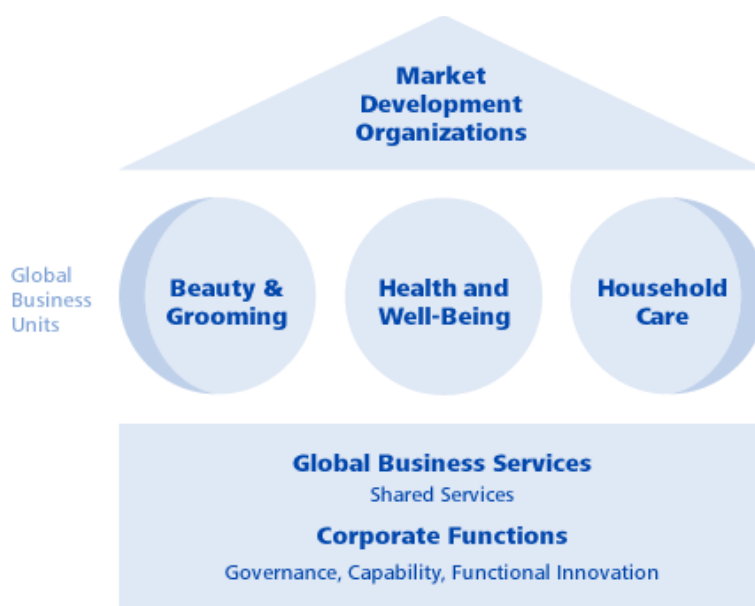 Market
Development
Organizations
Global
Business
Units
Beauty &
Grooming
Health and
Well-Being
Household
Care
Global Business Services
Shared Services
Corporate Functions
Governance, Capability, Functional Innovation